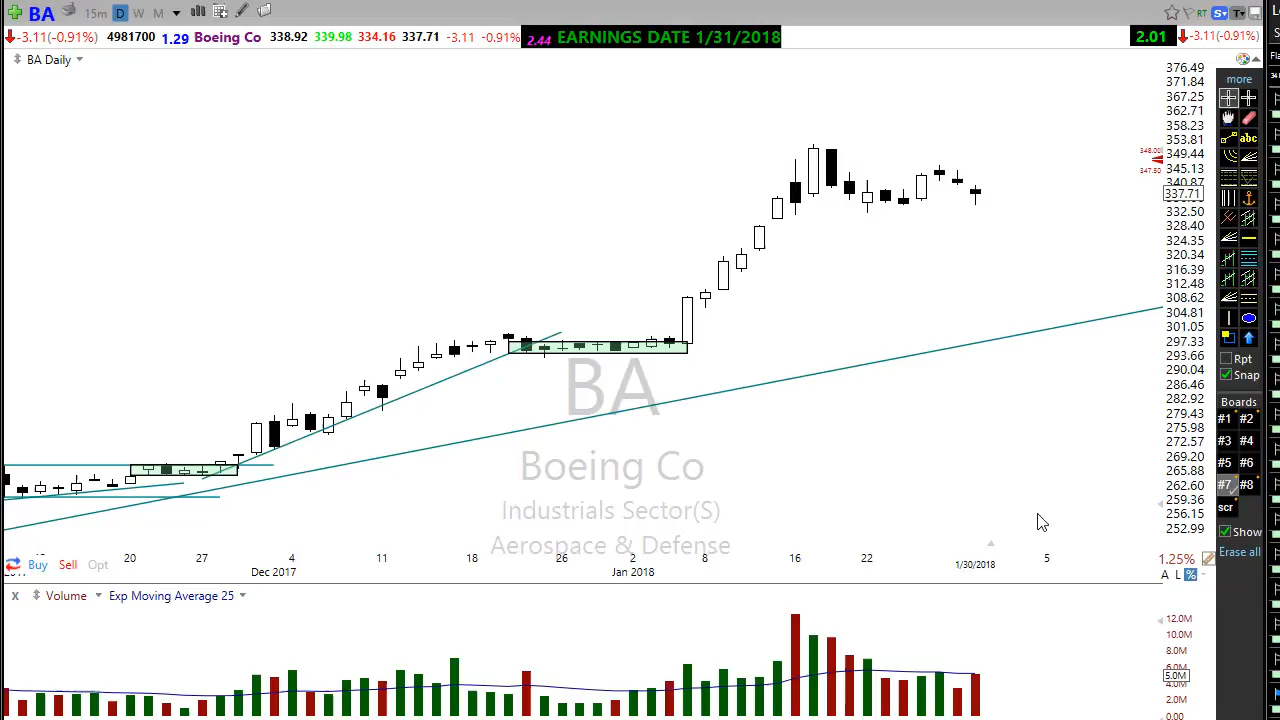 BA 15m D W M RT S T
-3.11(-0.91%) 4981700 1.29 Boeing Co 338.92 339.98 334.16 337.71 -3.11 -0.91% 2.44 EARNINGS DATE 1/31/2018 2.01 -3.11(-0.91%)
BA Daily
376.49
371.84
367.25
362.71
358.23
353.81
349.44
345.13
340.87
337.71
332.50
328.40
324.35
320.34
316.39
312.48
308.62
304.81
301.05
297.33
293.66
290.04
286.46
282.92
279.43
275.98
272.57
269.20
265.88
262.60
259.36
256.15
252.99
348.00
347.50
more
abc
Rpt
Snap
Boards
#1 #2
#3 #4
#5 #6
#7 #8
scr
Show
Erase all
BA
Boeing Co
Industrials Sector(S)
Aerospace & Defense
20 27 4 11 18 26 2 8 16 22 5
Dec 2017 Jan 2018 1/30/2018
Buy Sell Opt
1.25%
A L %
X Volume Exp Moving Average 25
12.0M
10.0M
8.0M
6.0M
5.0M
4.0M
2.0M
0.00